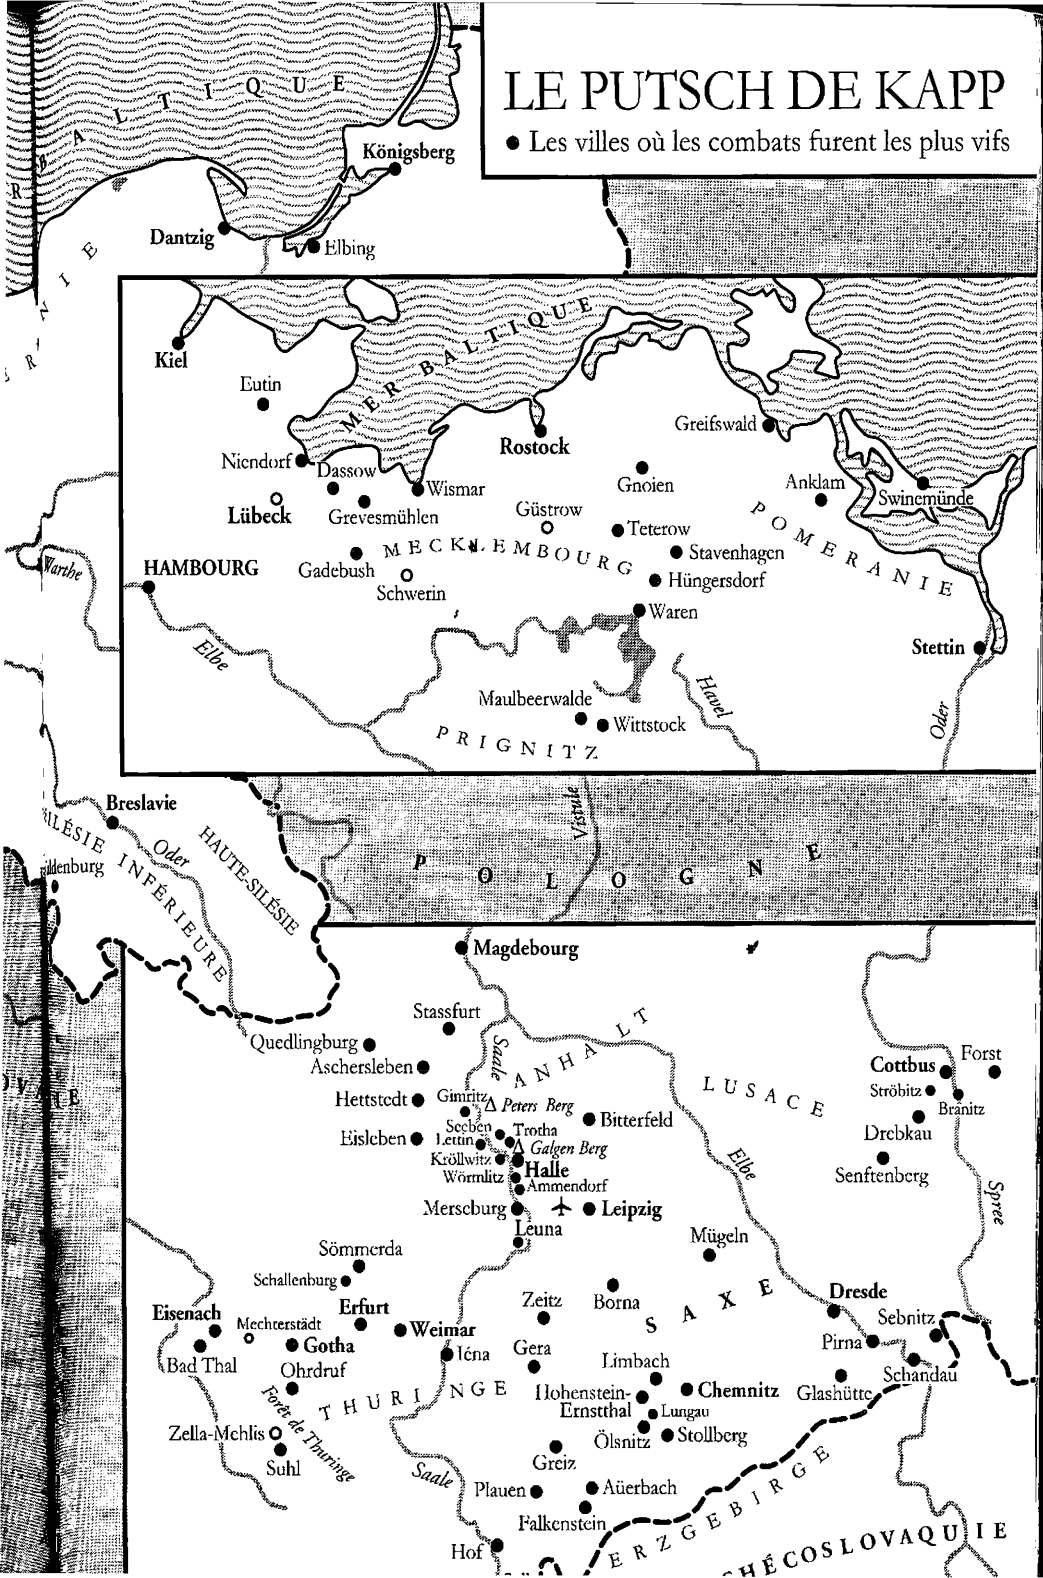 LE PUTSCH DE KAPP
● Les villes où les combats furent les plus vifs
R BALTIQUE
Königsberg
Dantzig
Elbing
ÉRINIE
Kiel
MER BALTIQUE
Eutin
Greifswald
Rostock
Niendorf
Dassow
Wismar
Gnoien
Anklam
Swinemünde
Lübeck
Grevesmühlen
Güstrow
Teterow
POMERANIE
MECKLEMBOURG
Stavenhagen
HAMBOURG
Gadebush
Schwerin
Hüngersdorf
Warthe
Waren
Elbe
Stettin
Maulbeerwalde
Havel
Wittstock
Oder
PRIGNITZ
Breslavie
Vistule
SILÉSIE INFÉRIEURE
Oder
HAUTE-SILÉSIE
ldenburg
POLOGNE
Magdebourg
Stassfurt
Quedlingburg
Saale
ANHALT
Aschersleben
Cottbus
Forst
LUSACE
Ströbitz
Hettstedt
Gimritz
Peters Berg
Branitz
Bitterfeld
Seeben
Trotha
Drebkau
Eisleben
Lettin
Galgen Berg
Kröllwitz
Halle
Elbe
Senftenberg
Wörmlitz
Ammendorf
Merseburg
Leipzig
Spree
Leuna
Mügeln
Sömmerda
Schallenburg
Zeitz
Borna
SAXE
Dresde
Eisenach
Erfurt
Sebnitz
Mechterstädt
Weimar
Pirna
Gotha
Iéna
Gera
Bad Thal
Limbach
Schandau
Ohrdruf
Chemnitz
Glashütte
Hohenstein-
Ernstthal
Lungau
THURINGE
Forêt de Thuringe
Zella-Mehlis
Ölsnitz
Stollberg
Suhl
Greiz
Saale
Plauen
Aüerbach
Falkenstein
ERZGEBIRGE
Hof
CHÉCOSLOVAQUIE
OVAQUIE